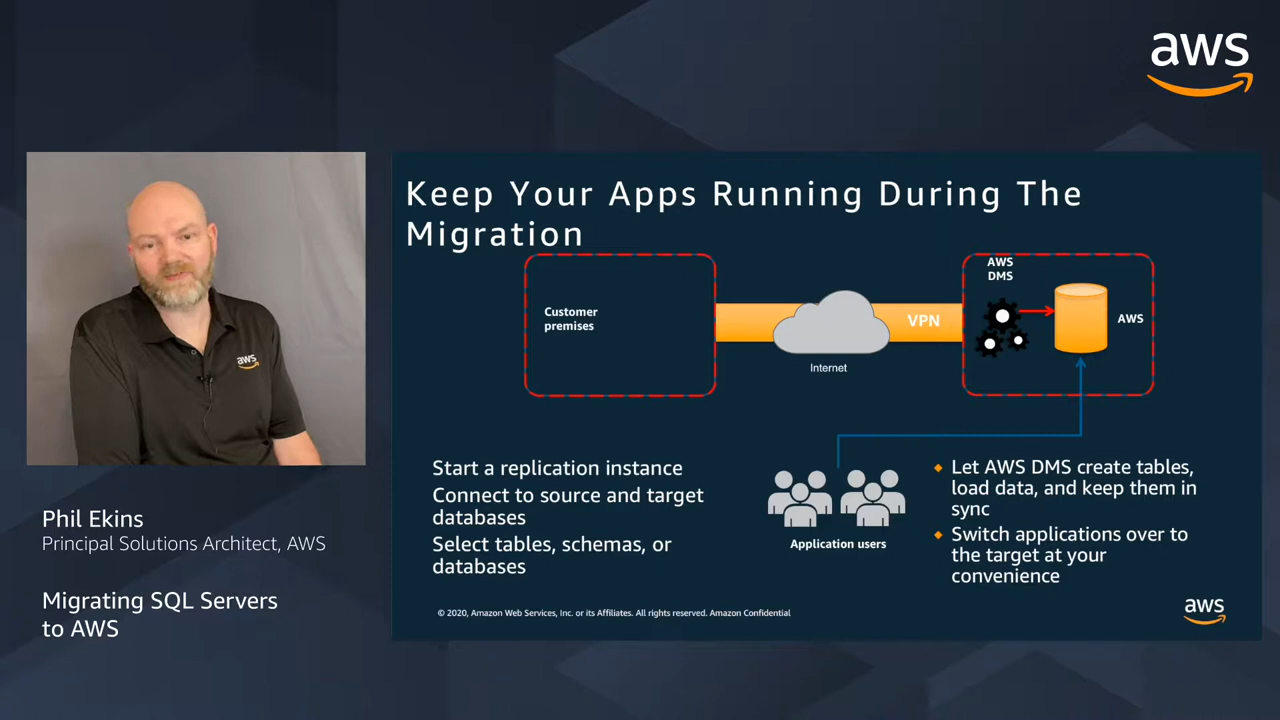 aws
Keep Your Apps Running During The
Migration
Customer
premises
Internet
VPN
AWS
DMS
AWS
aws
Start a replication instance
Connect to source and target
databases
Select tables, schemas, or
databases
Application users
Let AWS DMS create tables,
load data, and keep them in
sync
Switch applications over to
the target at your
convenience
© 2020, Amazon Web Services, Inc. or its Affiliates. All rights reserved. Amazon Confidential
aws
Phil Ekins
Principal Solutions Architect, AWS
Migrating SQL Servers
to AWS